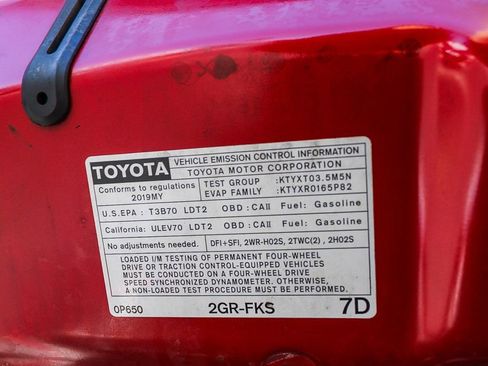 TOYOTA
VEHICLE EMISSION CONTROL INFORMATION
TOYOTA MOTOR CORPORATION
Conforms to regulations
2019MY
TEST GROUP :KTYXT03.5M5N
EVAP FAMILY :KTYXR0165P82
U.S.EPA : T3B70 LDT2 OBD :CAII Fuel: Gasoline
California: ULEV70 LDT2 OBD :CAII Fuel: Gasoline
No adjustments needed. DFI+SFI, 2WR-HO2S, 2TWC(2) , 2HO2S
LOADED I/M TESTING OF PERMANENT FOUR-WHEEL
DRIVE OR TRACTION CONTROL-EQUIPPED VEHICLES
MUST BE CONDUCTED ON A FOUR-WHEEL DRIVE
SPEED SYNCHRONIZED DYNAMOMETER. OTHERWISE,
A NON-LOADED TEST PROCEDURE MUST BE PERFORMED.
0P650 2GR-FKS 7D